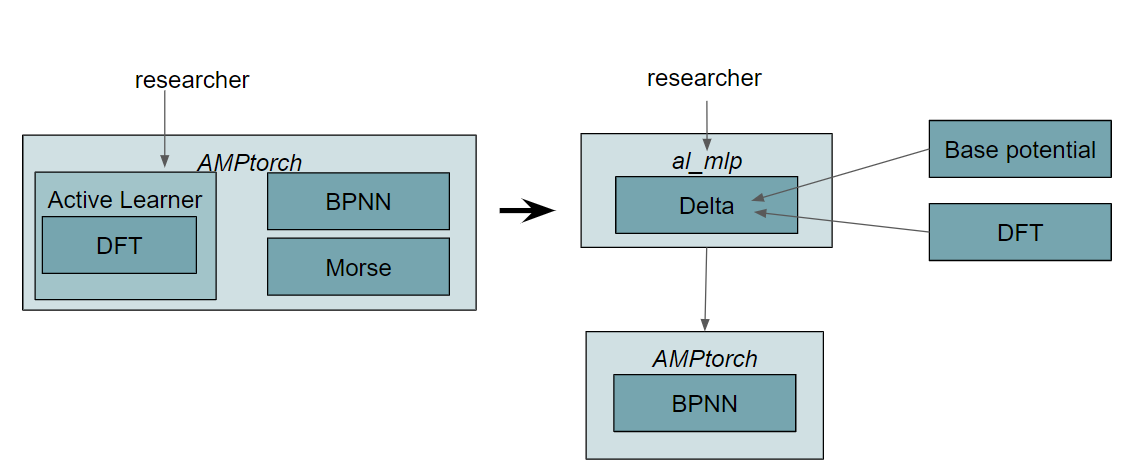 researcher
AMPtorch
Active Learner
DFT
BPNN
Morse
researcher
al_mlp
Delta
Base potential
DFT
AMPtorch
BPNN